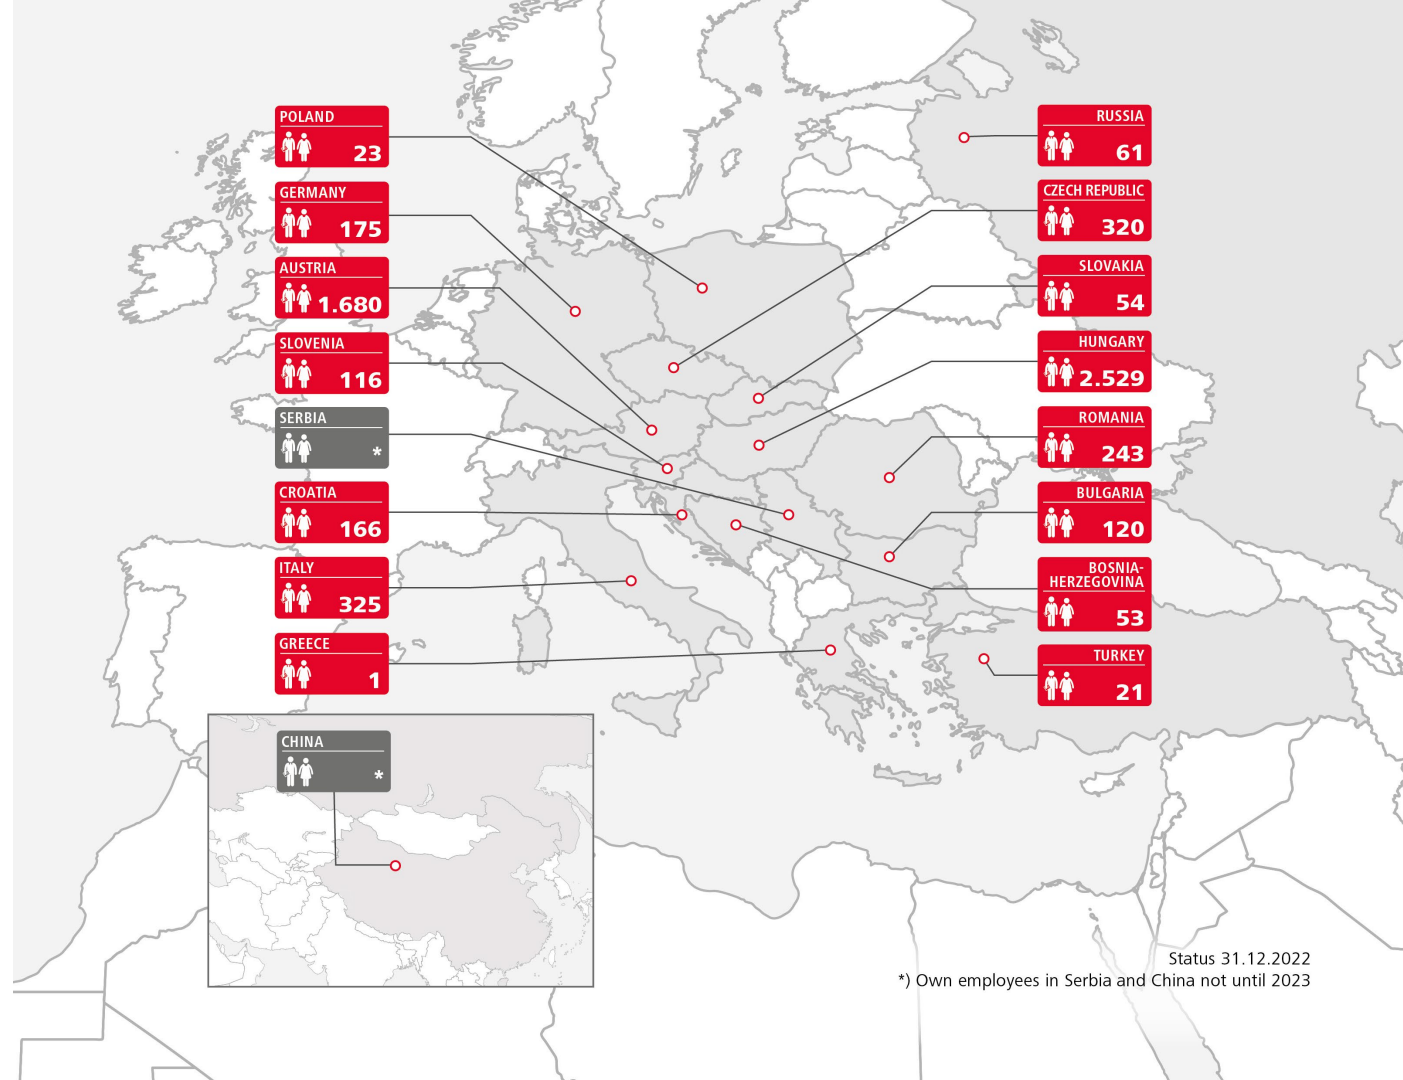 POLAND
23
GERMANY
175
AUSTRIA
1.680
SLOVENIA
116
SERBIA
*
CROATIA
166
ITALY
325
GREECE
1
CHINA
*
RUSSIA
61
CZECH REPUBLIC
320
SLOVAKIA
54
HUNGARY
2.529
ROMANIA
243
BULGARIA
120
BOSNIA-
HERZEGOVINA
53
TURKEY
21
Status 31.12.2022
*) Own employees in Serbia and China not until 2023